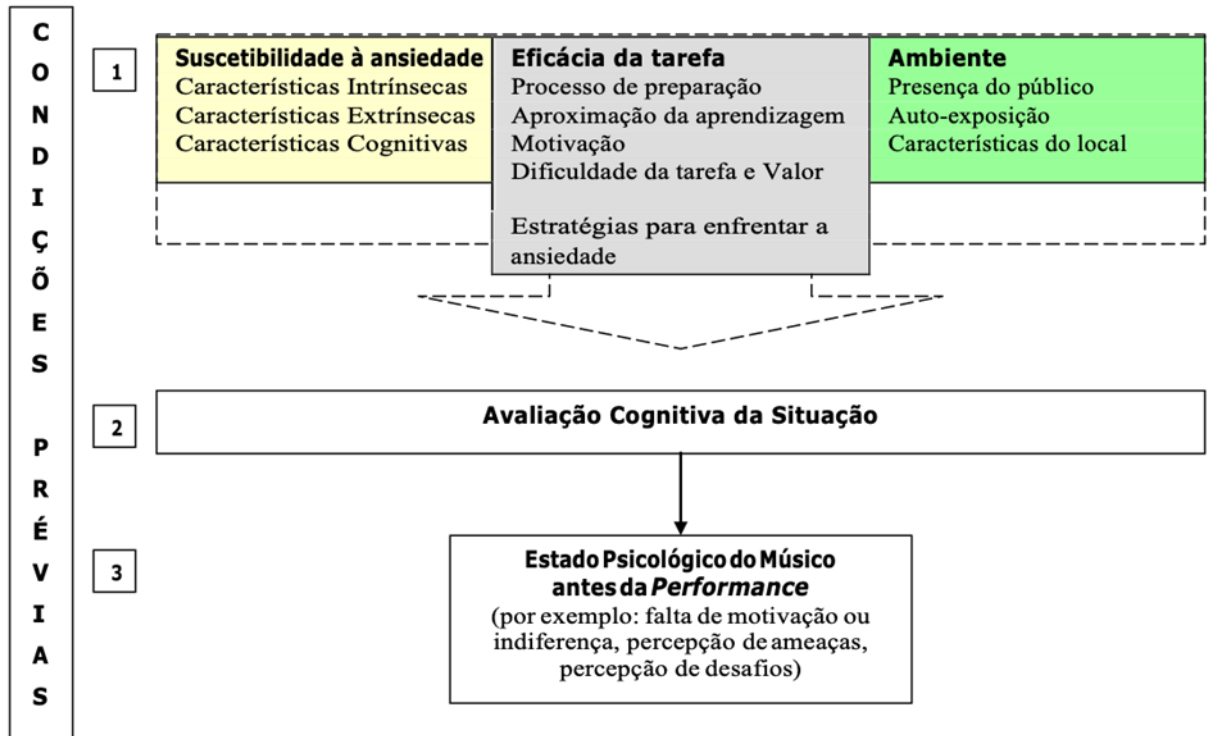 CONDIÇÕES PRÉVIAS
1
Suscetibilidade à ansiedade
Características Intrínsecas
Características Extrínsecas
Características Cognitivas
Eficácia da tarefa
Processo de preparação
Aproximação da aprendizagem
Motivação
Dificuldade da tarefa e Valor
Estratégias para enfrentar a
ansiedade
Ambiente
Presença do público
Auto-exposição
Características do local
2
Avaliação Cognitiva da Situação
3
Estado Psicológico do Músico
antes da Performance
(por exemplo: falta de motivação ou
indiferença, percepção de ameaças,
percepção de desafios)